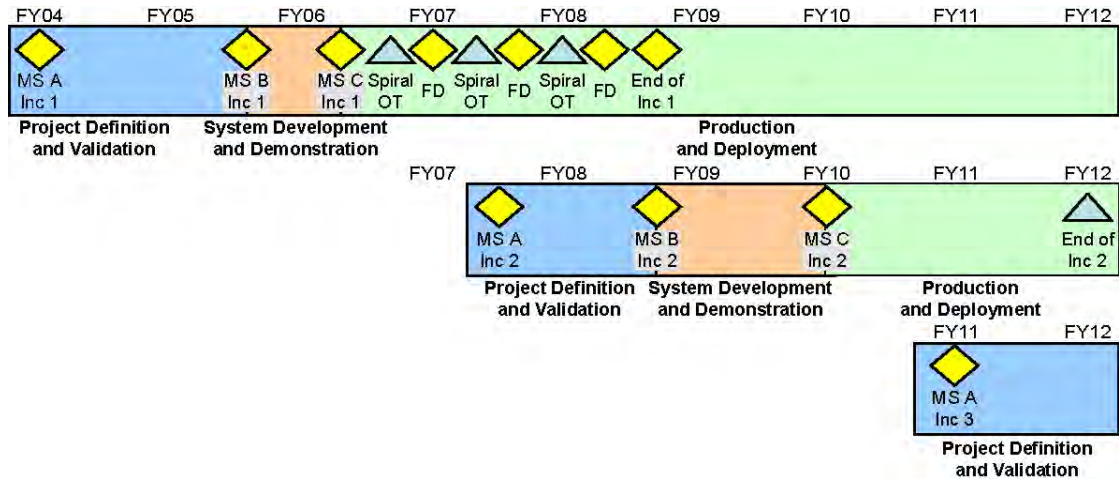 FY04 FY05 FY06 FY07 FY08 FY09 FY10 FY11 FY12
MS A MS B MS C Spiral FD Spiral FD Spiral FD End of
Inc 1 Inc 1 Inc 1 OT OT OT Inc 1
Project Definition System Development Production
and Validation and Demonstration and Deployment
FY07 FY08 FY09 FY10 FY11 FY12
MS A MS B MS C End of
Inc 2 Inc 2 Inc 2 Inc 2
Project Definition System Development Production
and Validation and Demonstration and Deployment
FY11 FY12
MS A
Inc 3
Project Definition
and Validation